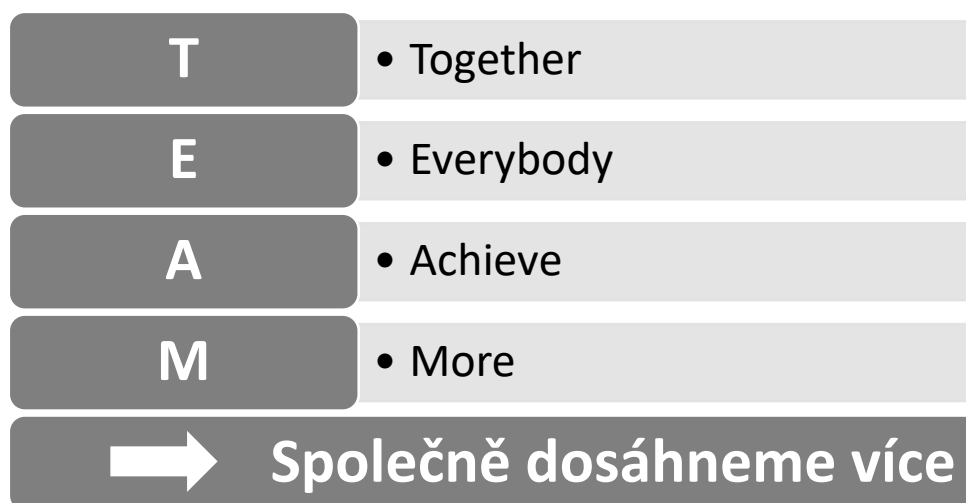 T • Together
E • Everybody
A • Achieve
M • More
Společně dosáhneme více